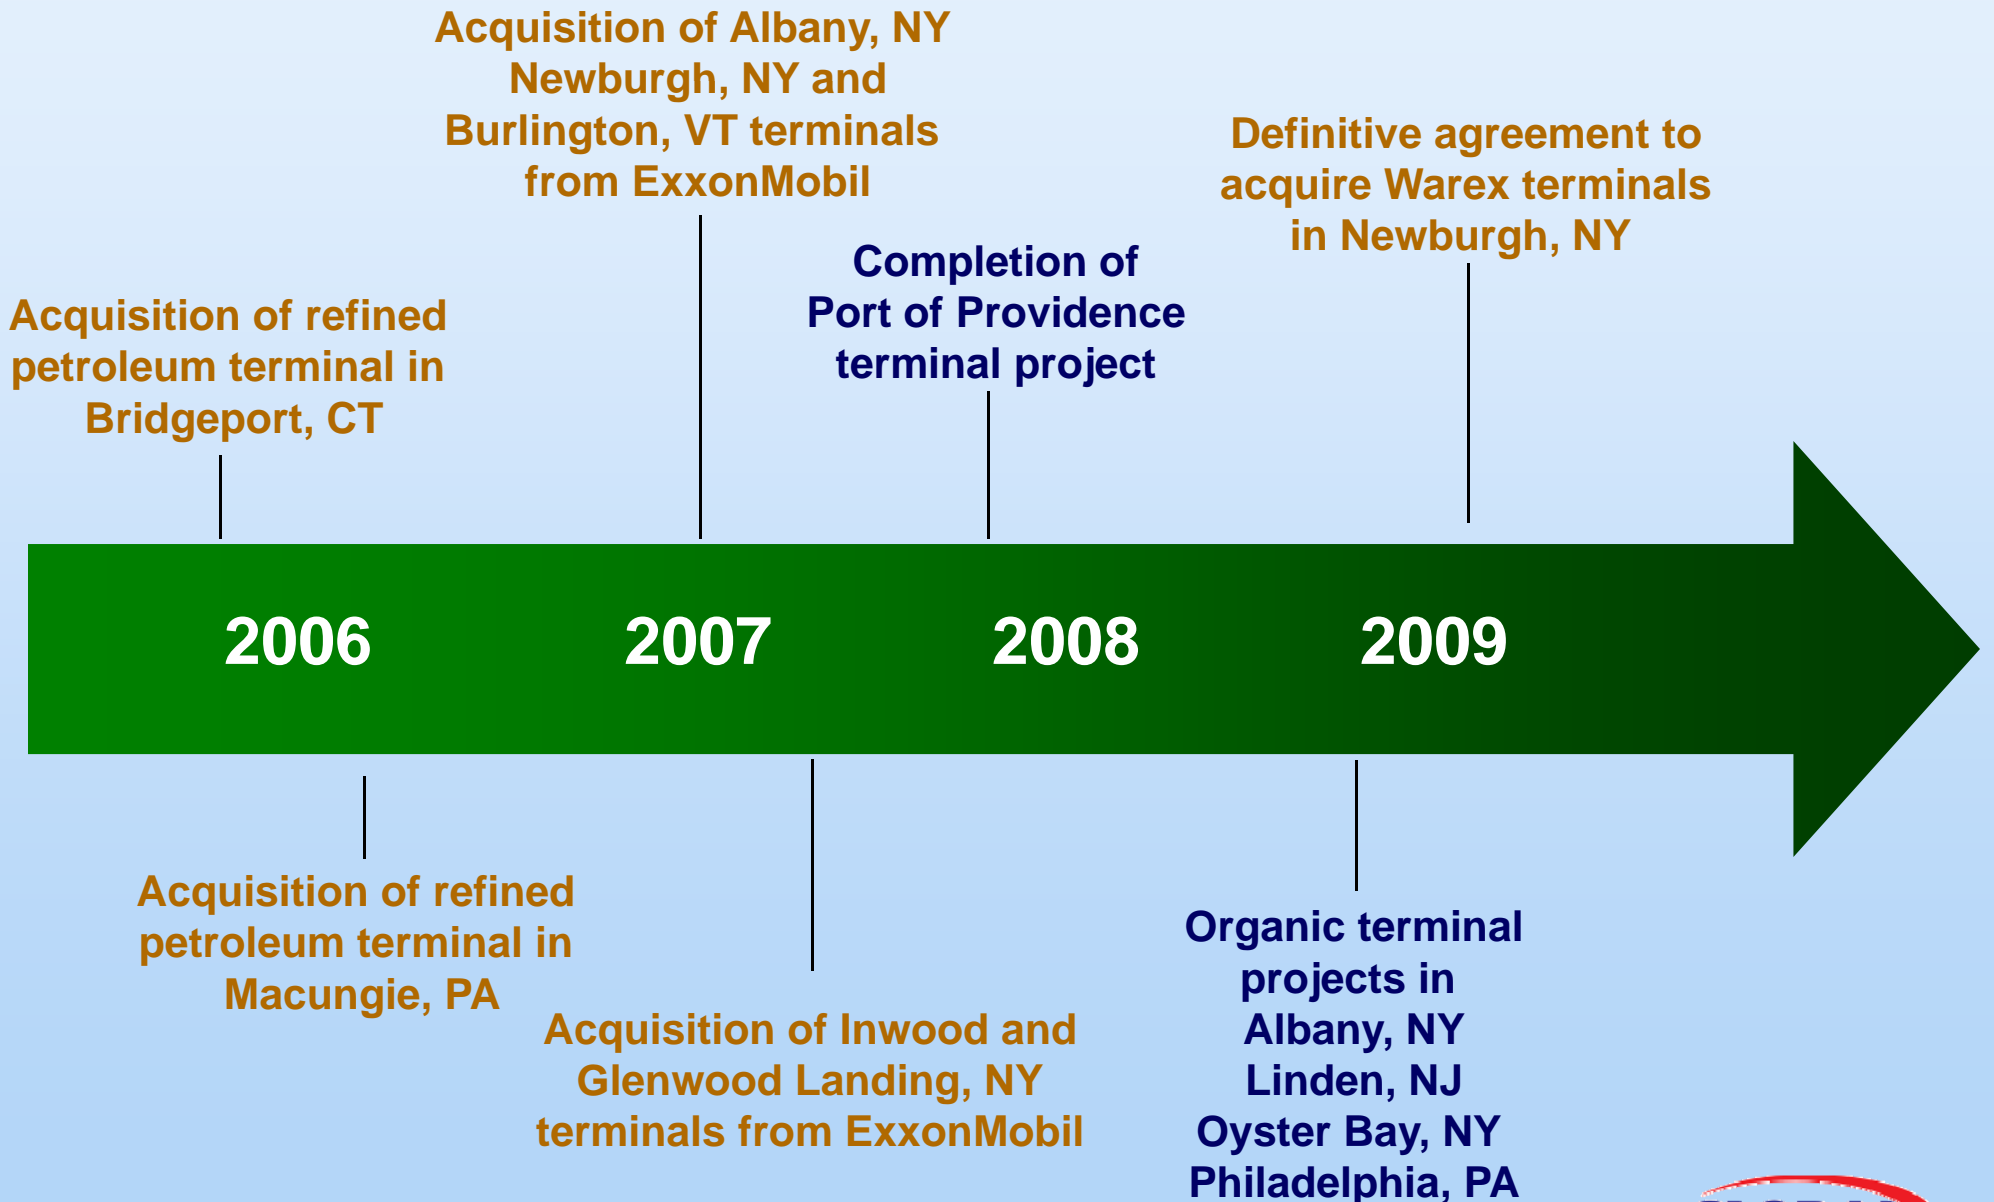 Acquisition of Albany, NY
Newburgh, NY and
Burlington, VT terminals
from ExxonMobil
Definitive agreement to
acquire Warex terminals
in Newburgh, NY
Completion of
Port of Providence
terminal project
Acquisition of refined
petroleum terminal in
Bridgeport, CT
2006
2007
2008
2009
Acquisition of refined
petroleum terminal in
Macungie, PA
Acquisition of Inwood and
Glenwood Landing, NY
terminals from ExxonMobil
Organic terminal
projects in
Albany, NY
Linden, NJ
Oyster Bay, NY
Philadelphia, PA